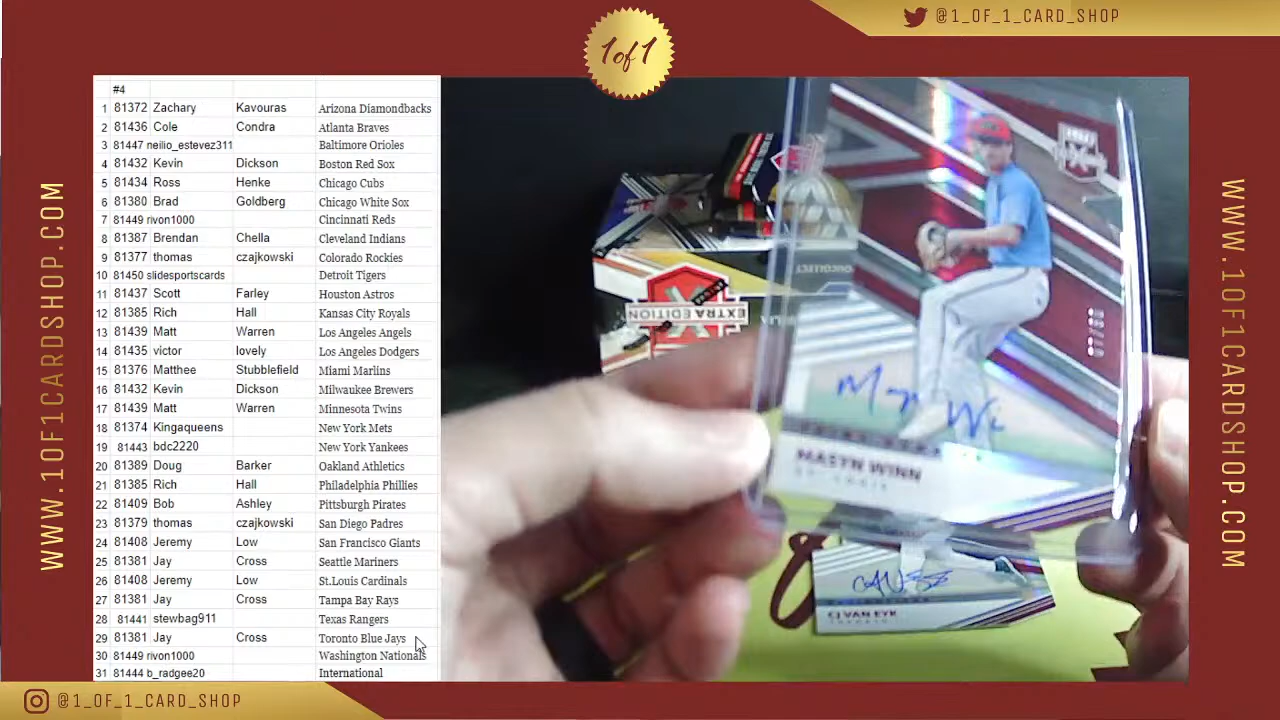 @1_OF_1_CARD_SHOP
1of1
#4
1 81372 Zachary Kavouras Arizona Diamondbacks
2 81436 Cole Condra Atlanta Braves
3 81447 neilio_estevez311 Baltimore Orioles
4 81432 Kevin Dickson Boston Red Sox
5 81434 Ross Henke Chicago Cubs
6 81380 Brad Goldberg Chicago White Sox
7 81449 rivon1000 Cincinnati Reds
8 81387 Brendan Chella Cleveland Indians
9 81377 thomas czajkowski Colorado Rockies
10 81450 slidesportscards Detroit Tigers
11 81437 Scott Farley Houston Astros
12 81385 Rich Hall Kansas City Royals
13 81439 Matt Warren Los Angeles Angels
14 81435 victor lovely Los Angeles Dodgers
15 81376 Matthee Stubblefield Miami Marlins
16 81432 Kevin Dickson Milwaukee Brewers
17 81439 Matt Warren Minnesota Twins
18 81374 Kingaqueens New York Mets
19 81443 bdc2220 New York Yankees
20 81389 Doug Barker Oakland Athletics
21 81385 Rich Hall Philadelphia Phillies
22 81409 Bob Ashley Pittsburgh Pirates
23 81379 thomas czajkowski San Diego Padres
24 81408 Jeremy Low San Francisco Giants
25 81381 Jay Cross Seattle Mariners
26 81408 Jeremy Low St.Louis Cardinals
27 81381 Jay Cross Tampa Bay Rays
28 81441 stewbag911 Texas Rangers
29 81381 Jay Cross Toronto Blue Jays
30 81449 rivon1000 Washington Nationals
31 81444 b_radgee20 International
WWW.1OF1CARDSHOP.COM
EXTRA EDITION
MASYN WINN
ST. LOUIS
CJ VAN EYK
TORONTO
WWW.1OF1CARDSHOP.COM
@1_OF_1_CARD_SHOP